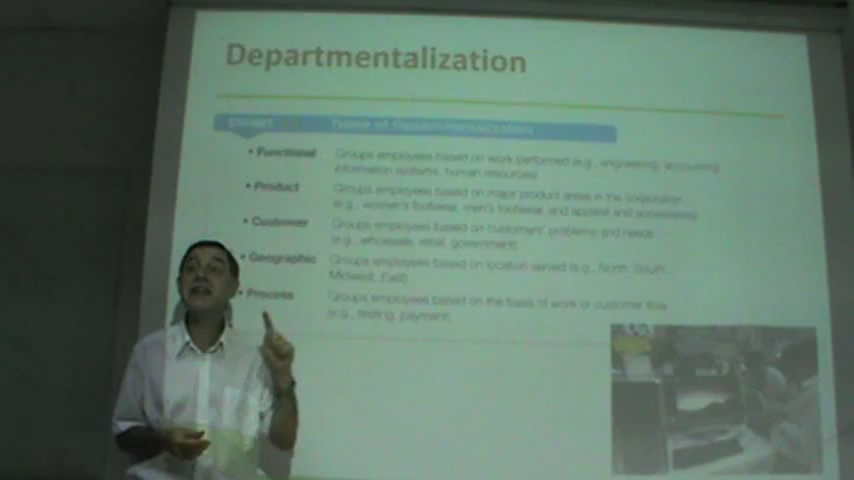 Departmentalization
EXHIBIT Types of Departmentalization
• Functional Groups employees based on work performed (e.g., engineering, accounting,
information systems, human resources)
• Product Groups employees based on major product areas in the corporation
(e.g., women's footwear, men's footwear, and apparel and accessories)
• Customer Groups employees based on customers' problems and needs
(e.g., wholesale, retail, government)
• Geographic Groups employees based on location served (e.g., North, South,
Midwest, East)
• Process Groups employees based on the basis of work or customer flow
(e.g., testing, payment)